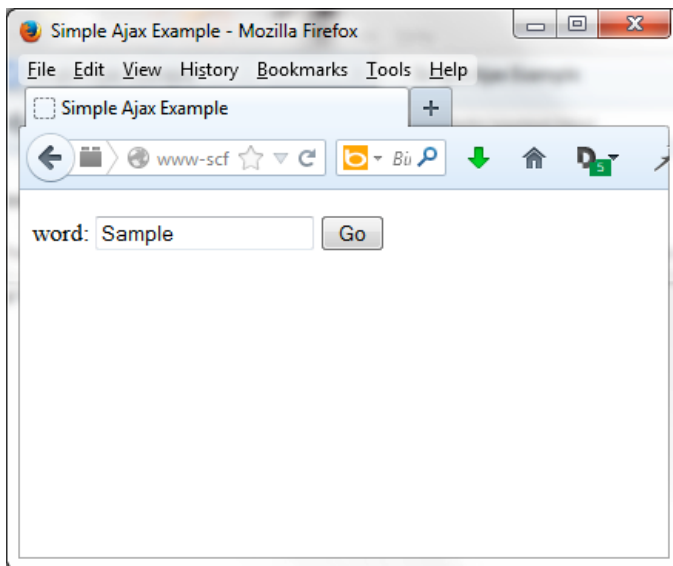 Simple Ajax Example - Mozilla Firefox
File Edit View History Bookmarks Tools Help
Simple Ajax Example +
www-scf
5
word: Sample Go